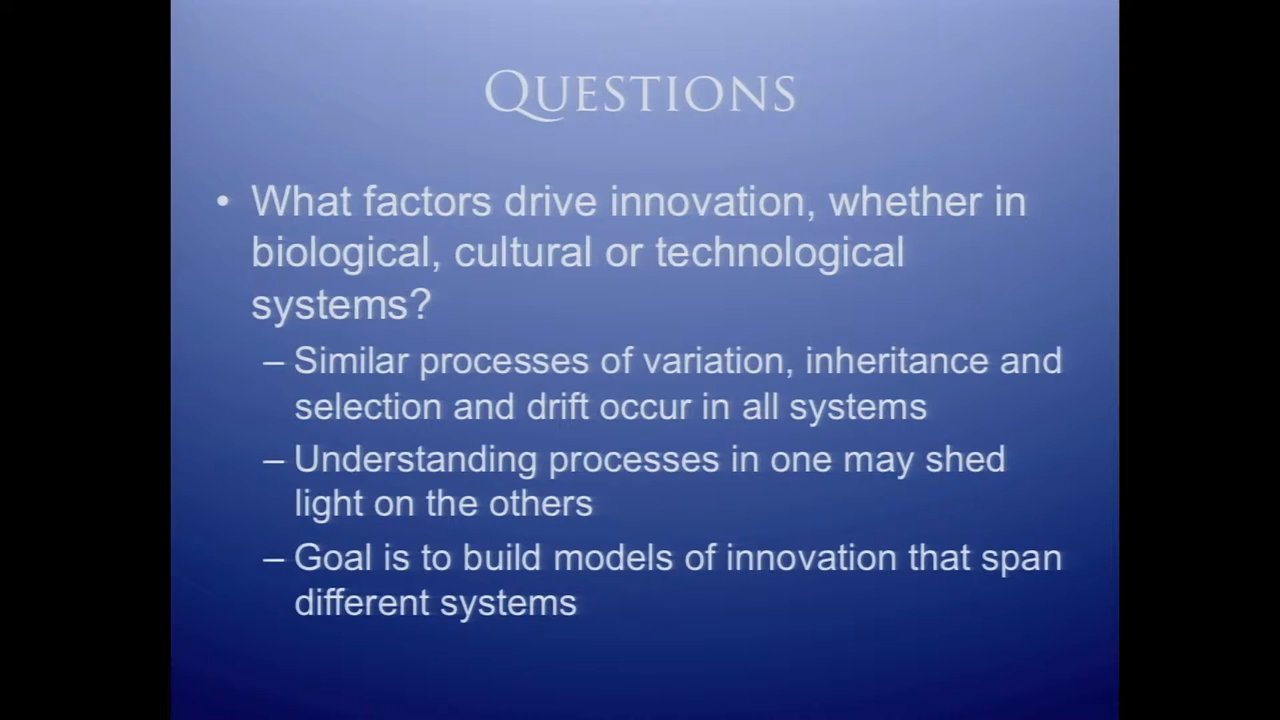 QUESTIONS
• What factors drive innovation, whether in
biological, cultural or technological
systems?
– Similar processes of variation, inheritance and
selection and drift occur in all systems
– Understanding processes in one may shed
light on the others
– Goal is to build models of innovation that span
different systems